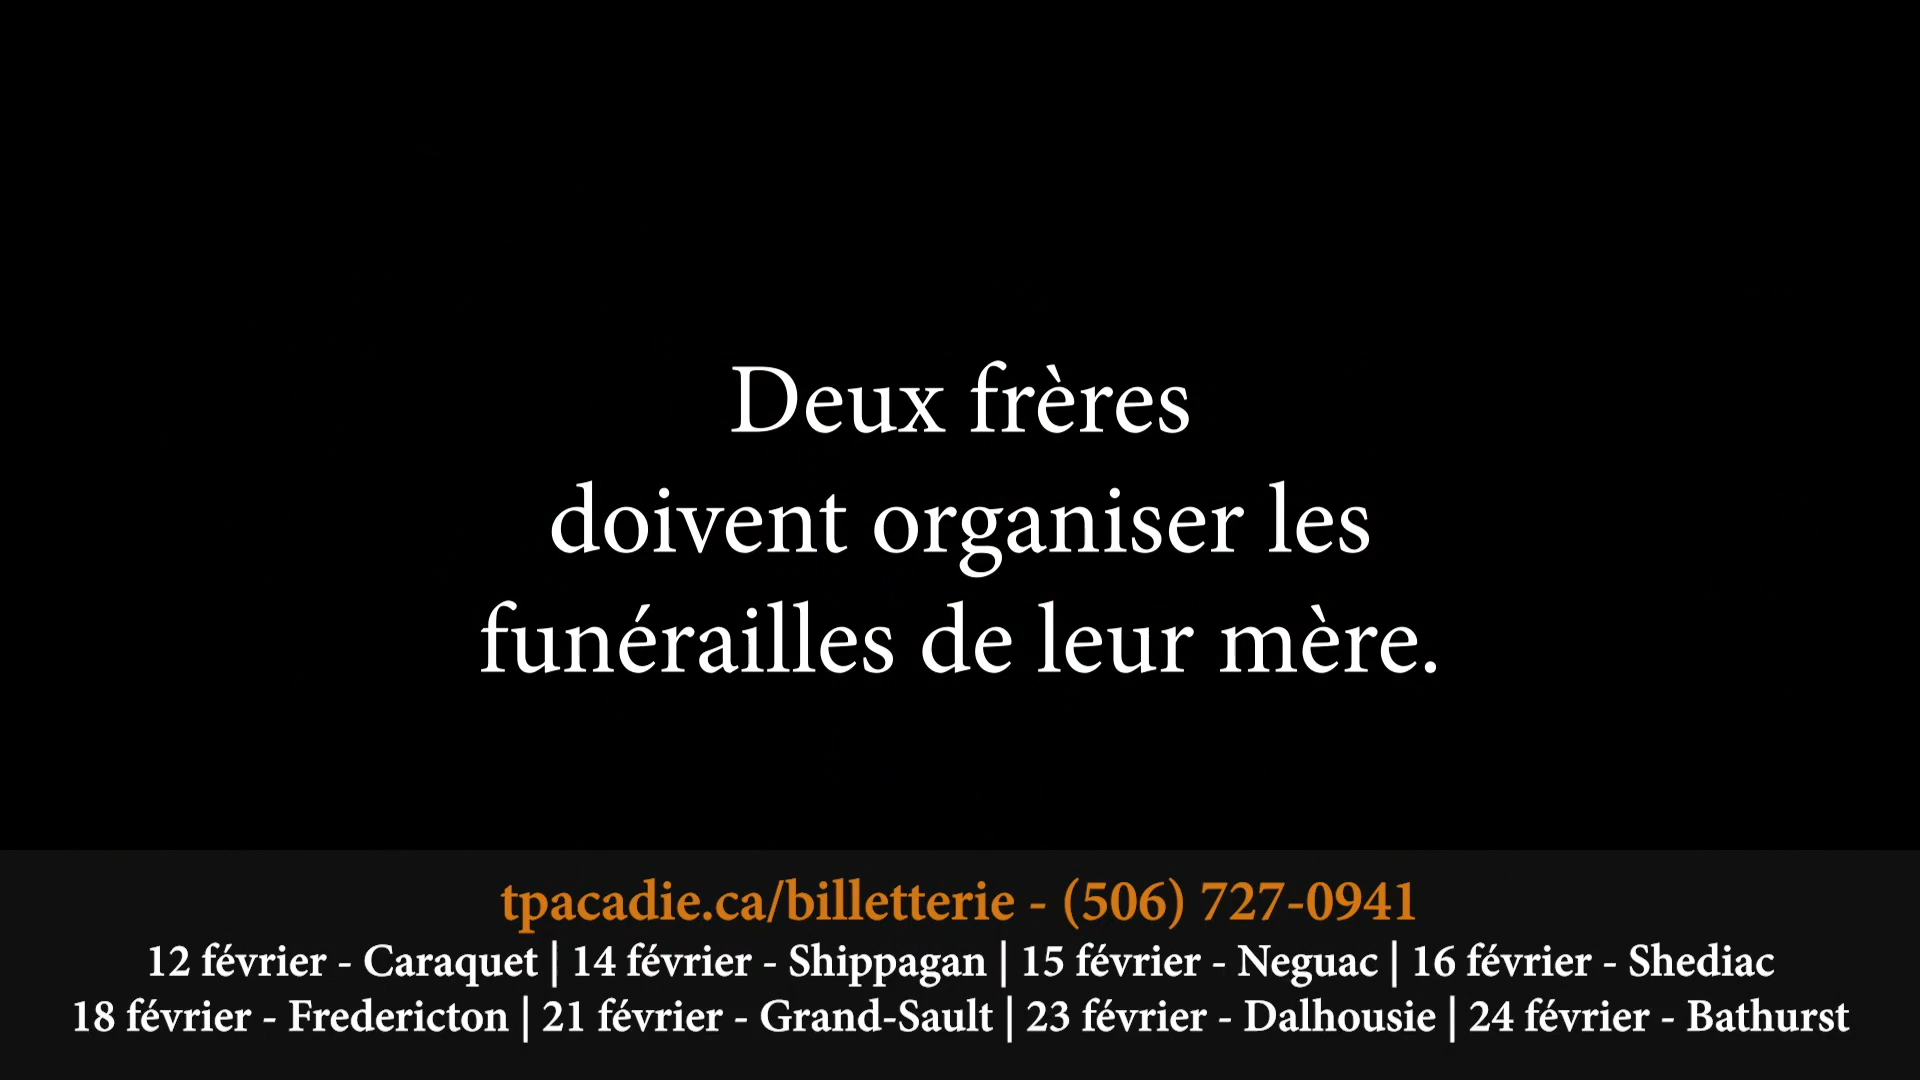 Deux frères
doivent organiser les
funérailles de leur mère.
tpacadie.ca/billetterie - (506) 727-0941
12 février - Caraquet | 14 février - Shippagan | 15 février - Neguac | 16 février - Shediac
18 février - Fredericton | 21 février - Grand-Sault | 23 février - Dalhousie | 24 février - Bathurst